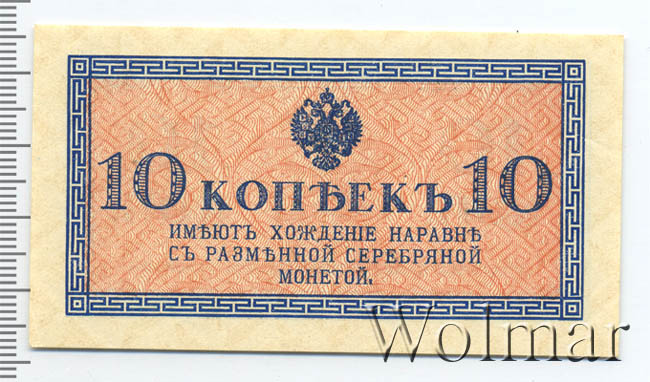 10 КОПѢЕКЪ 10
ИМѢЮТЪ ХОЖДЕНІЕ НАРАВНѢ
СЪ РАЗМѢННОЙ СЕРЕБРЯНОЙ
МОНЕТОЙ.
Wolmar